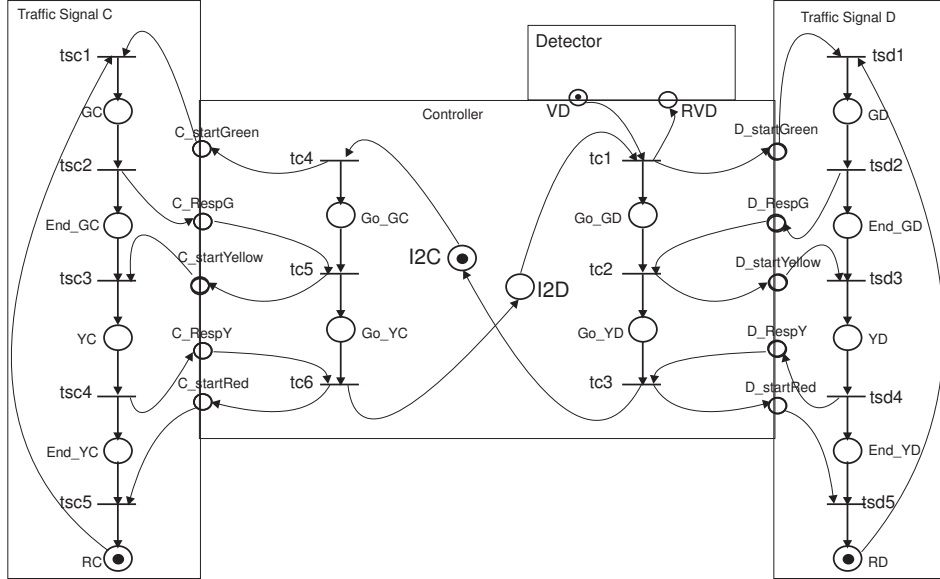 Traffic Signal C
Traffic Signal D
Detector
tsc1
tsd1
VD
RVD
GC
Controller
GD
C_startGreen
D_startGreen
tc4
tc1
tsc2
tsd2
C_RespG
Go_GC
Go_GD
D_RespG
End_GC
End_GD
C_startYellow
I2C
D_startYellow
tsc3
tc5
tc2
tsd3
I2D
YC
C_RespY
Go_YC
Go_YD
D_RespY
YD
tsc4
C_startRed
tc6
tc3
D_startRed
tsd4
End_YC
End_YD
tsc5
tsd5
RC
RD